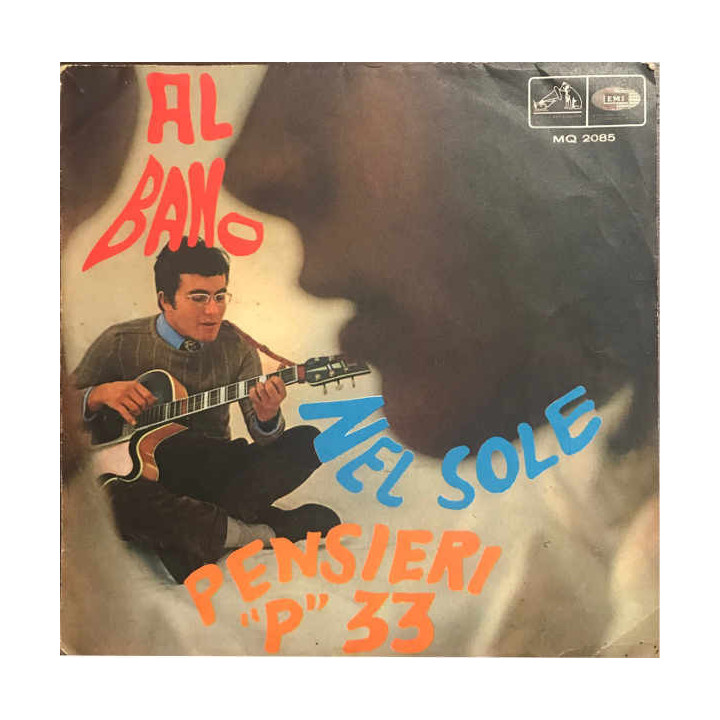 AL
BANO
EMI
MQ 2085
NEL SOLE
PENSIERI
"P" 33